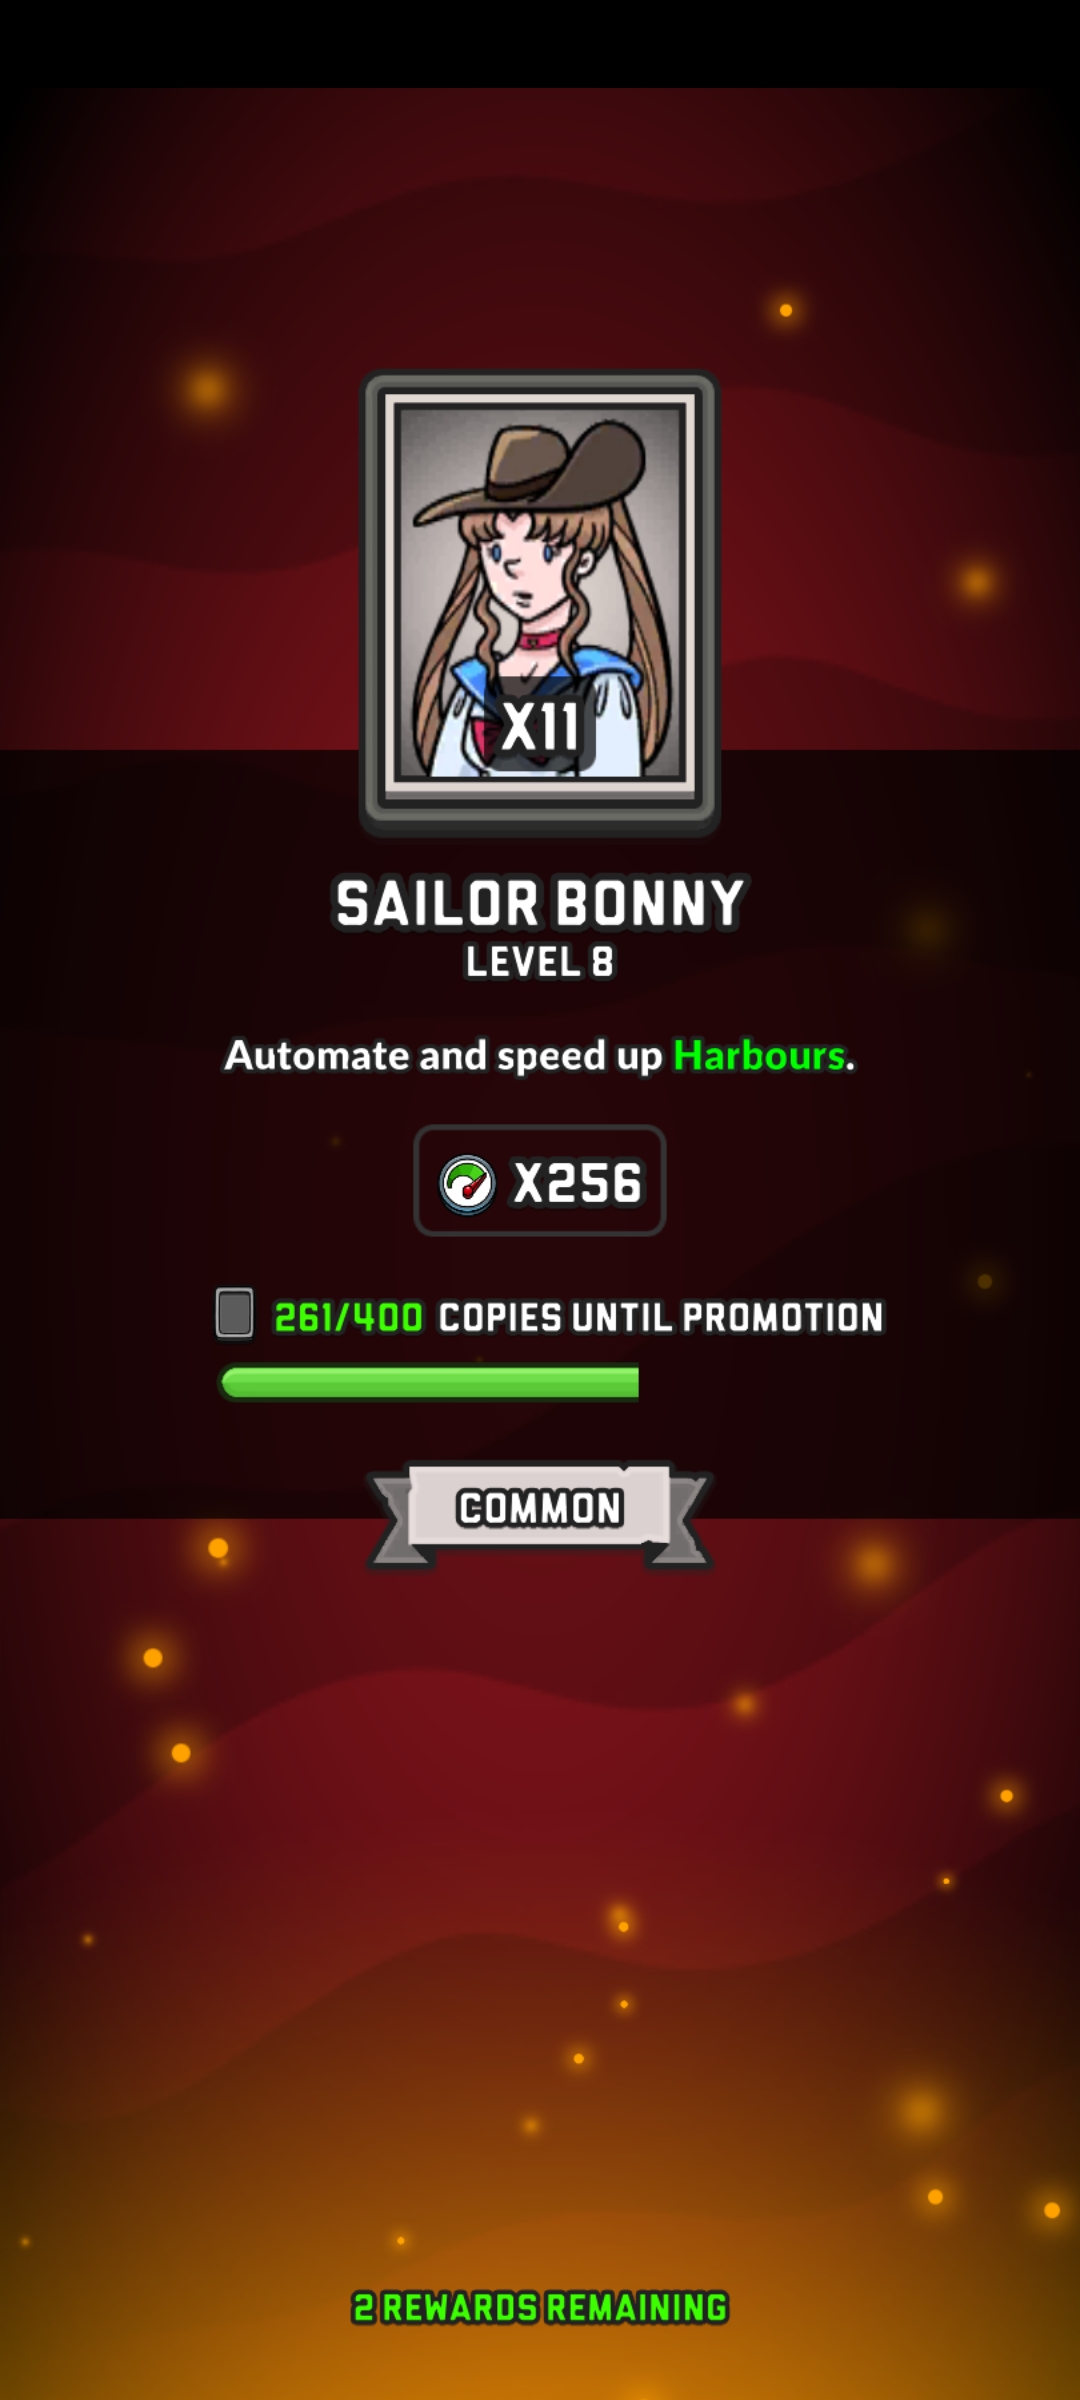 X11
SAILOR BONNY
LEVEL 8
Automate and speed up Harbours.
X256
261/400 COPIES UNTIL PROMOTION
COMMON
2 REWARDS REMAINING